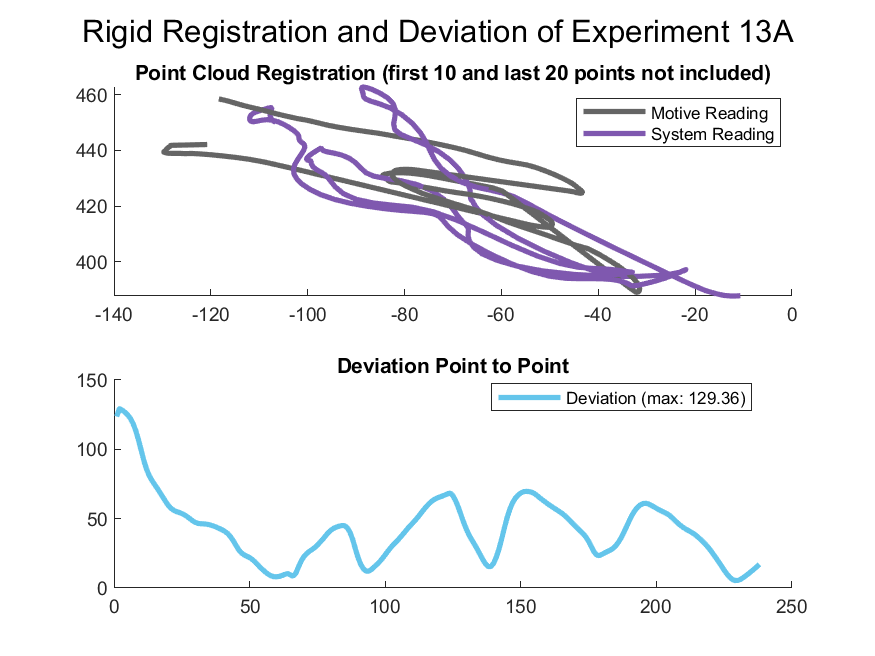 Rigid Registration and Deviation of Experiment 13A
Point Cloud Registration (first 10 and last 20 points not included)
460
440
420
400
Motive Reading
System Reading
-140 -120 -100 -80 -60 -40 -20 0
Deviation Point to Point
150
100
50
0
Deviation (max: 129.36)
0 50 100 150 200 250